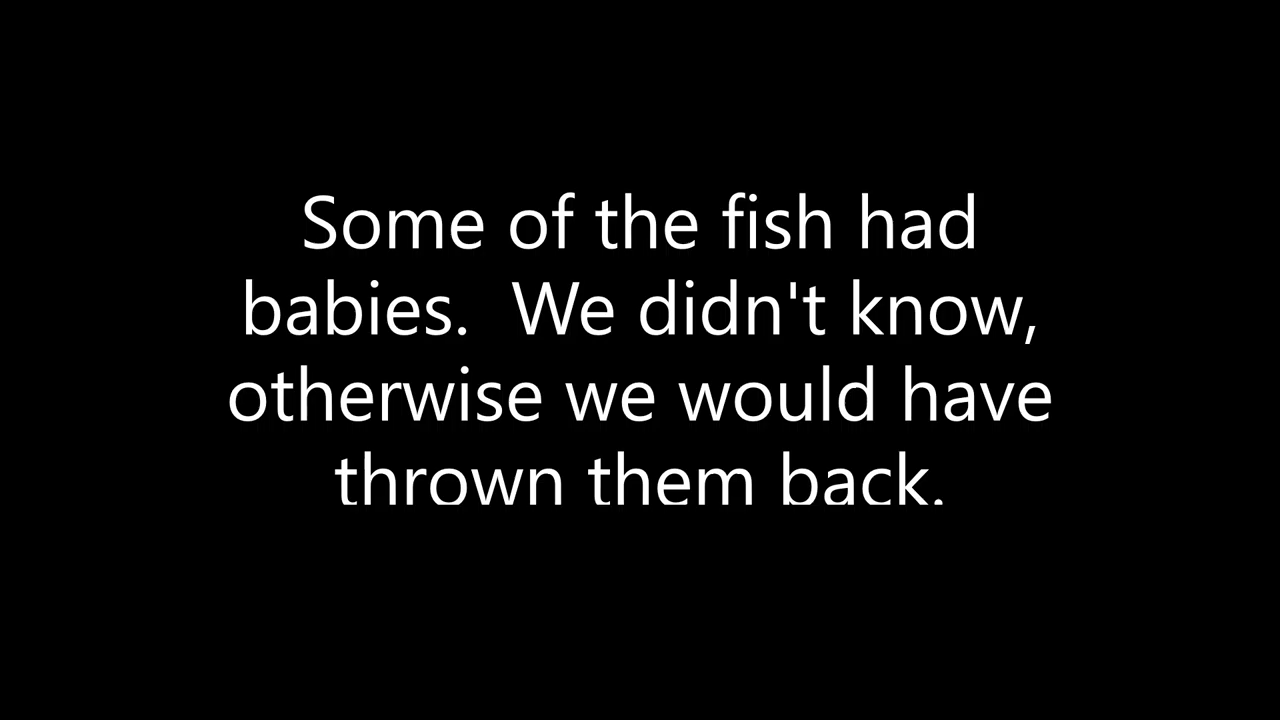 Some of the fish had
babies.  We didn't know,
otherwise we would have
thrown them back.